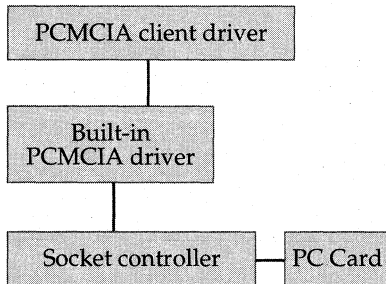 PCMCIA client driver
Built-in
PCMCIA driver
Socket controller
PC Card